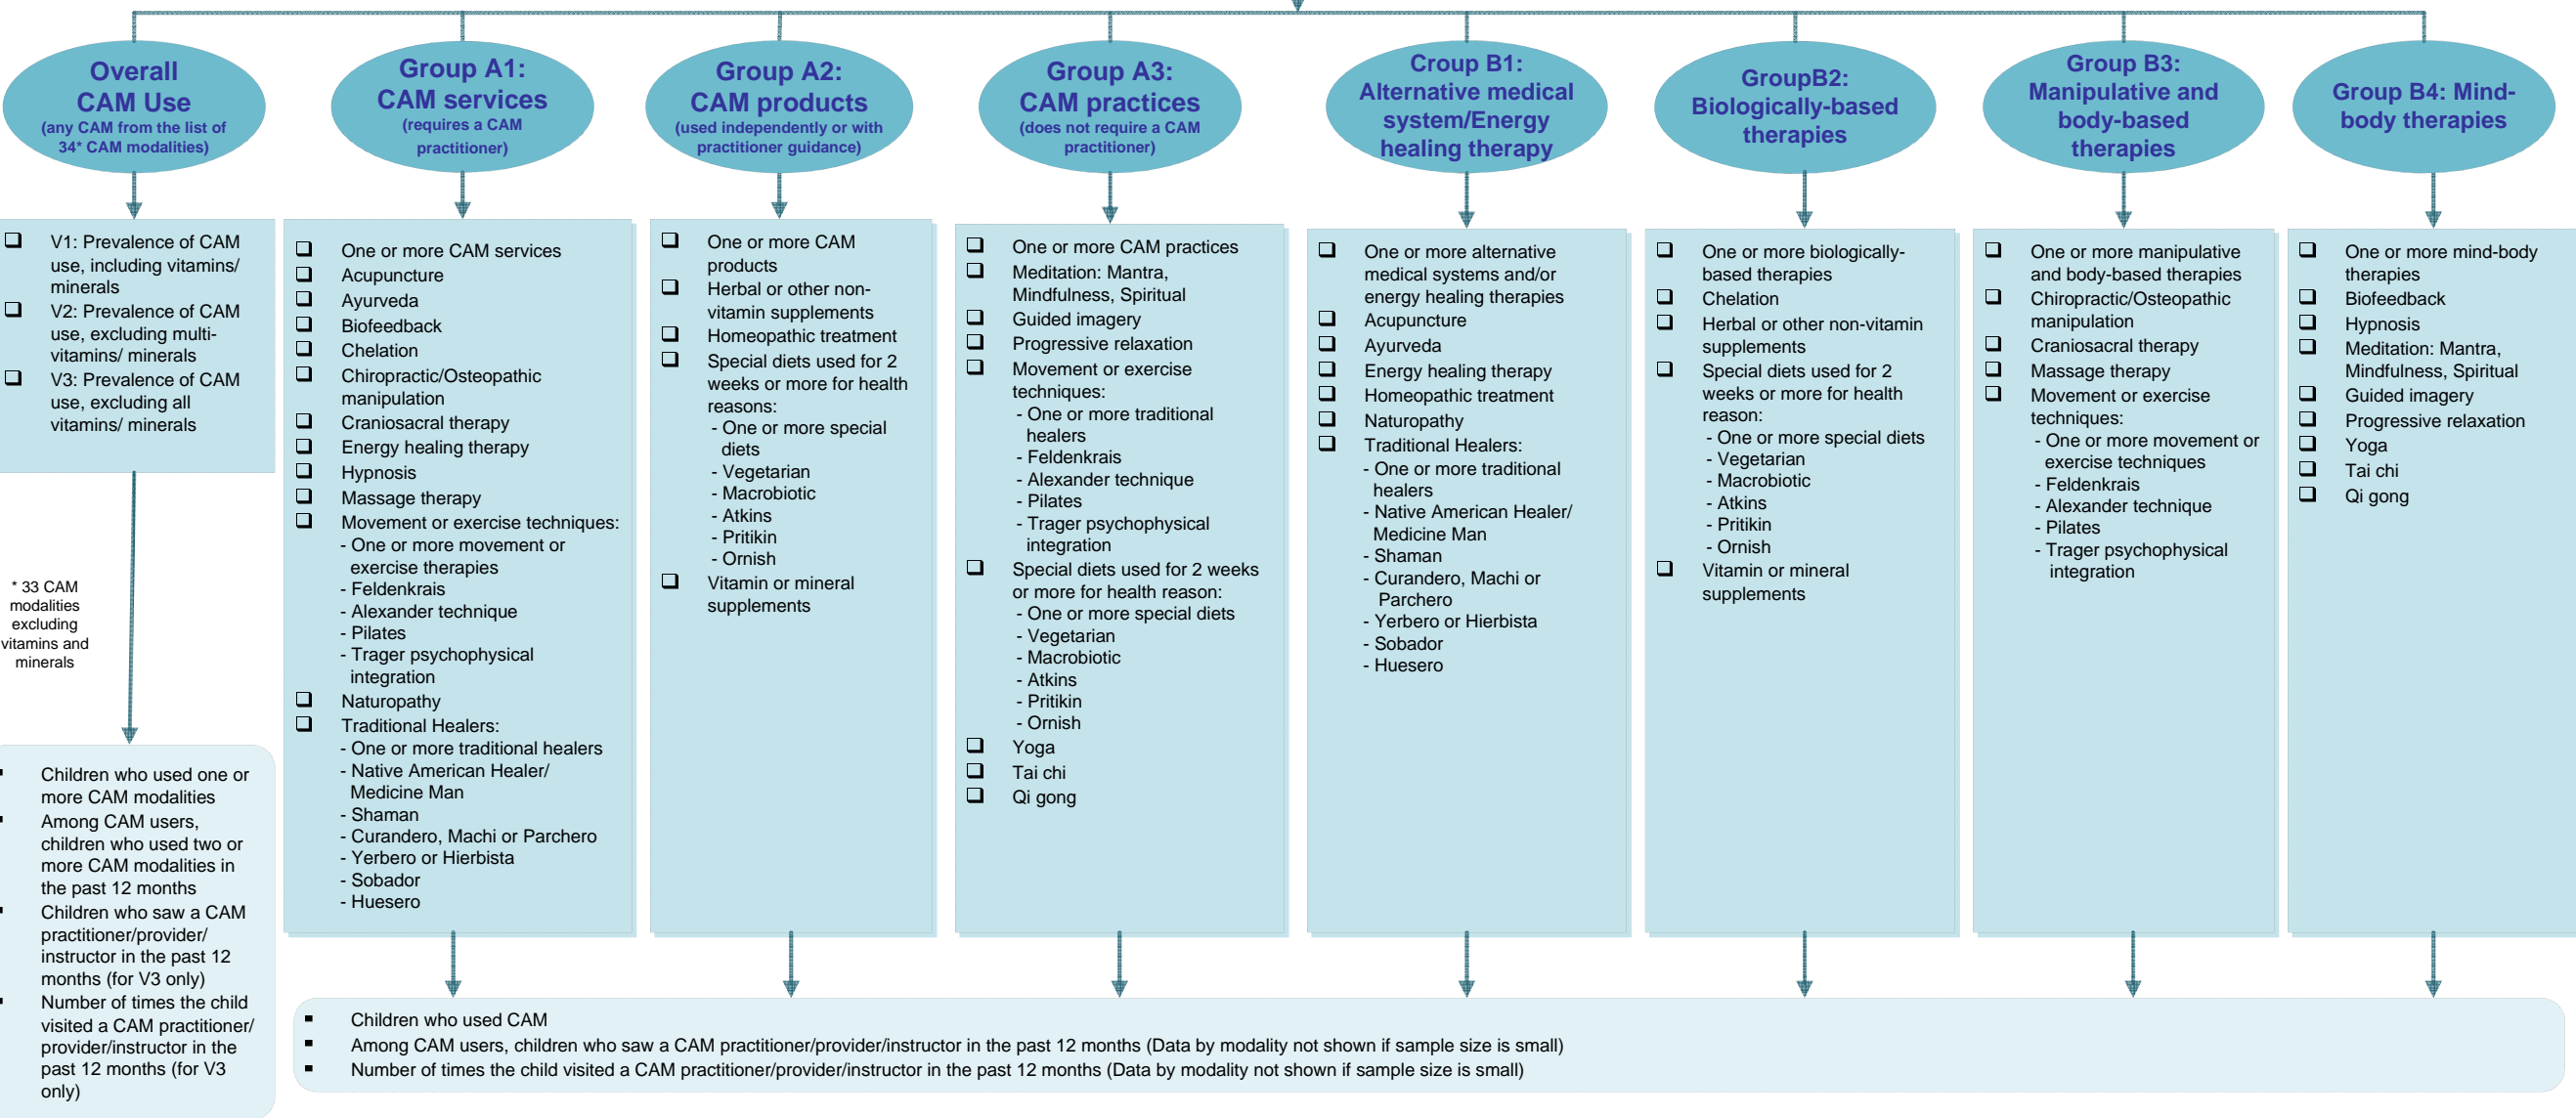 Overall
CAM Use
(any CAM from the list of
34* CAM modalities)
Group A1:
CAM services
(requires a CAM
practitioner)
Group A2:
CAM products
(used independently or with
practitioner guidance)
Group A3:
CAM practices
(does not require a CAM
practitioner)
Croup B1:
Alternative medical
system/Energy
healing therapy
GroupB2:
Biologically-based
therapies
Group B3:
Manipulative and
body-based
therapies
Group B4: Mind-
body therapies
V1: Prevalence of CAM
use, including vitamins/
minerals
V2: Prevalence of CAM
use, excluding multi-
vitamins/ minerals
V3: Prevalence of CAM
use, excluding all
vitamins/ minerals
* 33 CAM
modalities
excluding
vitamins and
minerals
Children who used one or
more CAM modalities
Among CAM users,
children who used two or
more CAM modalities in
the past 12 months
Children who saw a CAM
practitioner/provider/
instructor in the past 12
months (for V3 only)
Number of times the child
visited a CAM practitioner/
provider/instructor in the
past 12 months (for V3
only)
One or more CAM services
Acupuncture
Ayurveda
Biofeedback
Chelation
Chiropractic/Osteopathic
manipulation
Craniosacral therapy
Energy healing therapy
Hypnosis
Massage therapy
Movement or exercise techniques:
- One or more movement or
exercise therapies
- Feldenkrais
- Alexander technique
- Pilates
- Trager psychophysical
integration
Naturopathy
Traditional Healers:
- One or more traditional healers
- Native American Healer/
Medicine Man
- Shaman
- Curandero, Machi or Parchero
- Yerbero or Hierbista
- Sobador
- Huesero
One or more CAM
products
Herbal or other non-
vitamin supplements
Homeopathic treatment
Special diets used for 2
weeks or more for health
reasons:
- One or more special
diets
- Vegetarian
- Macrobiotic
- Atkins
- Pritikin
- Ornish
Vitamin or mineral
supplements
One or more CAM practices
Meditation: Mantra,
Mindfulness, Spiritual
Guided imagery
Progressive relaxation
Movement or exercise
techniques:
- One or more traditional
healers
- Feldenkrais
- Alexander technique
- Pilates
- Trager psychophysical
integration
Special diets used for 2 weeks
or more for health reason:
- One or more special diets
- Vegetarian
- Macrobiotic
- Atkins
- Pritikin
- Ornish
Yoga
Tai chi
Qi gong
One or more alternative
medical systems and/or
energy healing therapies
Acupuncture
Ayurveda
Energy healing therapy
Homeopathic treatment
Naturopathy
Traditional Healers:
- One or more traditional
healers
- Native American Healer/
Medicine Man
- Shaman
- Curandero, Machi or
Parchero
- Yerbero or Hierbista
- Sobador
- Huesero
One or more biologically-
based therapies
Chelation
Herbal or other non-vitamin
supplements
Special diets used for 2
weeks or more for health
reason:
- One or more special diets
- Vegetarian
- Macrobiotic
- Atkins
- Pritikin
- Ornish
Vitamin or mineral
supplements
One or more manipulative
and body-based therapies
Chiropractic/Osteopathic
manipulation
Craniosacral therapy
Massage therapy
Movement or exercise
techniques:
- One or more movement or
exercise techniques
- Feldenkrais
- Alexander technique
- Pilates
- Trager psychophysical
integration
One or more mind-body
therapies
Biofeedback
Hypnosis
Meditation: Mantra,
Mindfulness, Spiritual
Guided imagery
Progressive relaxation
Yoga
Tai chi
Qi gong
Children who used CAM
Among CAM users, children who saw a CAM practitioner/provider/instructor in the past 12 months (Data by modality not shown if sample size is small)
Number of times the child visited a CAM practitioner/provider/instructor in the past 12 months (Data by modality not shown if sample size is small)